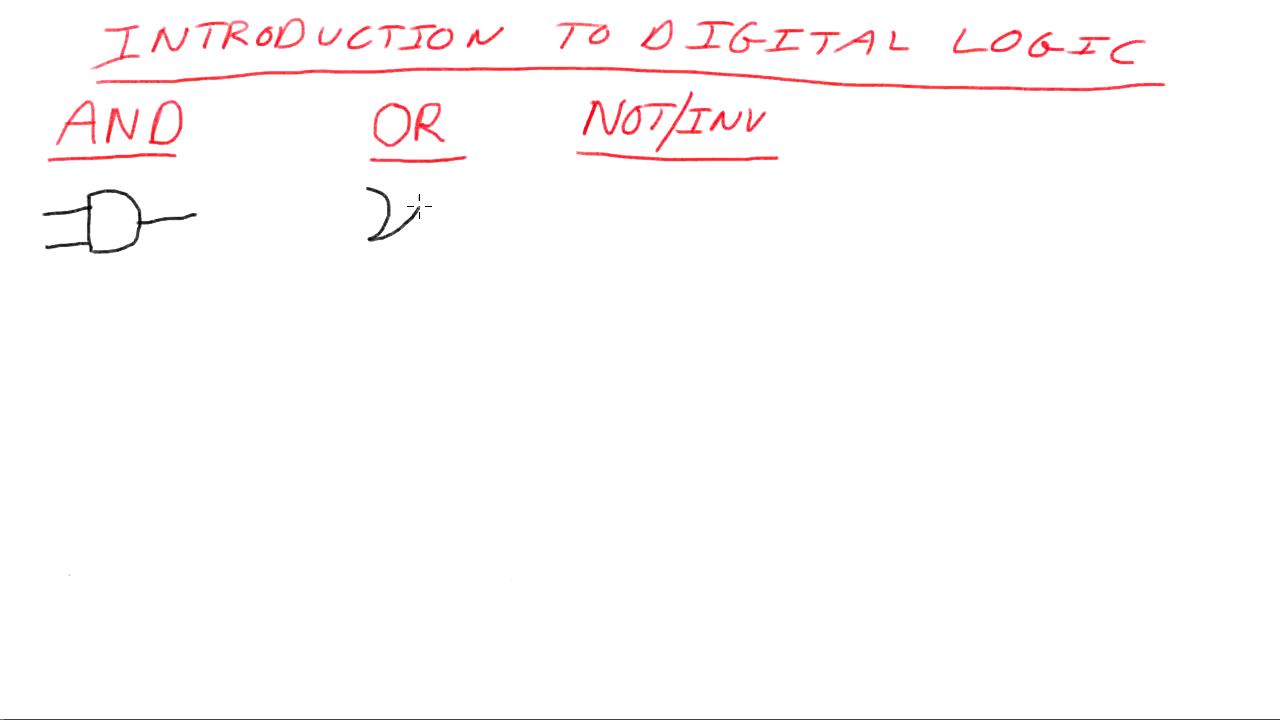 INTRODUCTION TO DIGITAL LOGIC
AND OR NOT/INV